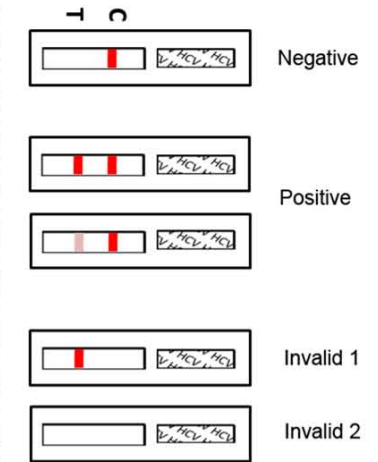 T C
HCV HCV Negative
HCV HCV
Positive
HCV HCV
HCV HCV Invalid 1
HCV HCV Invalid 2